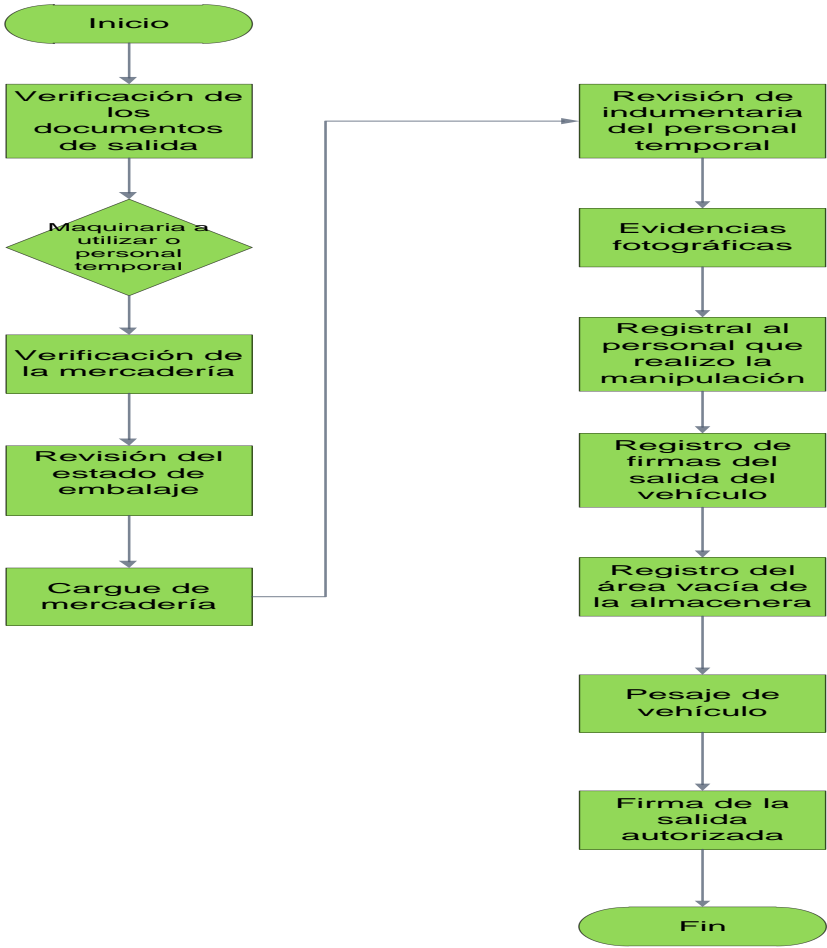 Inicio
Verificación de
los
documentos
de salida
Maquinaria a
utilizar o
personal
temporal
Verificación de
la mercadería
Revisión del
estado de
embalaje
Cargue de
mercadería
Revisión de
indumentaria
del personal
temporal
Evidencias
fotográficas
Registral al
personal que
realizo la
manipulación
Registro de
firmas del
salida del
vehículo
Registro del
área vacía de
la almacenera
Pesaje de
vehículo
Firma de la
salida
autorizada
Fin